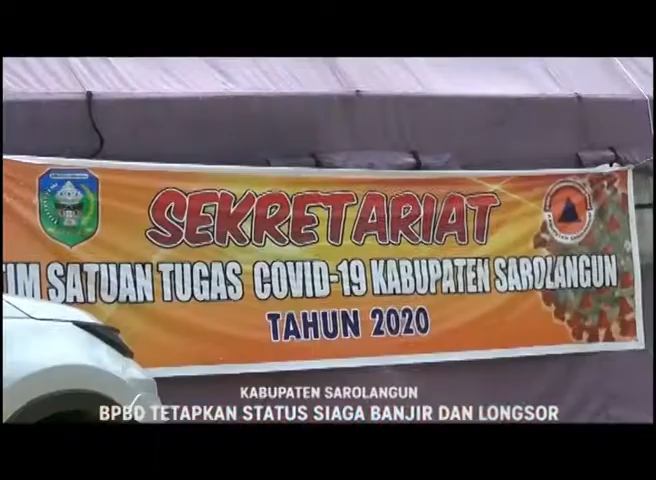 SEKRETARIAT
TIM SATUAN TUGAS COVID-19 KABUPATEN SAROLANGUN
TAHUN 2020
KABUPATEN SAROLANGUN
BPBD TETAPKAN STATUS SIAGA BANJIR DAN LONGSOR